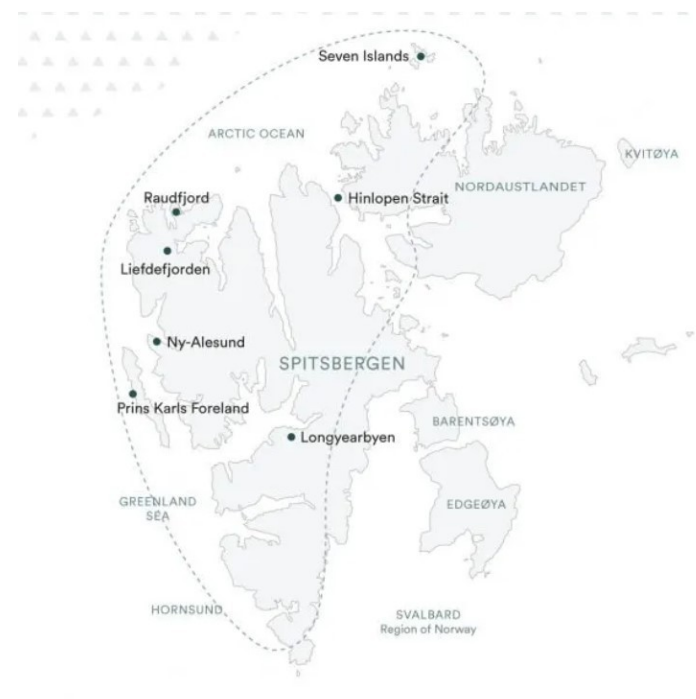 Seven Islands
ARCTIC OCEAN
KVITØYA
NORDAUSTLANDET
Raudfjord
Hinlopen Strait
Liefdefjorden
Ny-Alesund
SPITSBERGEN
Prins Karls Foreland
BARENTSØYA
Longyearbyen
GREENLAND
SEA
EDGEØYA
HORNSUND
SVALBARD
Region of Norway